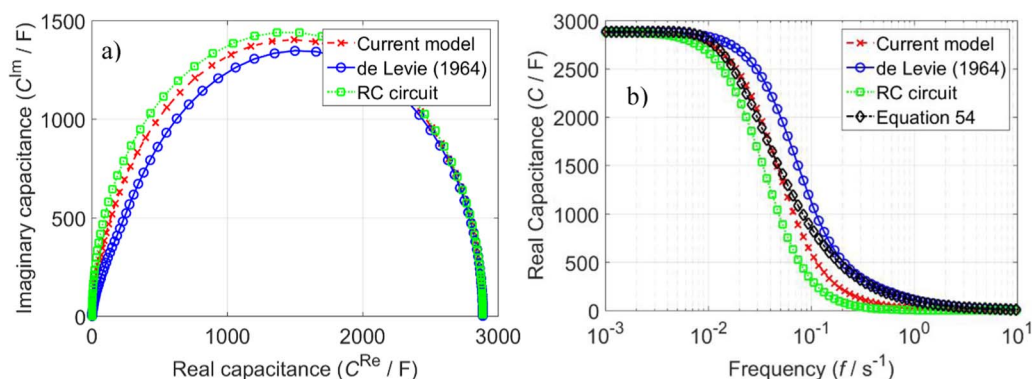 a)
Current model
de Levie (1964)
RC circuit
1000
500
0
0
1000
2000
3000
Imaginary capacitance (C^Im / F)
Real capacitance (C^Re / F)
b)
Current model
de Levie (1964)
RC circuit
Equation 54
3000
2500
2000
1500
1000
500
0
10^-3
10^-2
10^-1
10^0
10^1
Real Capacitance (C / F)
Frequency (f / s^-1)